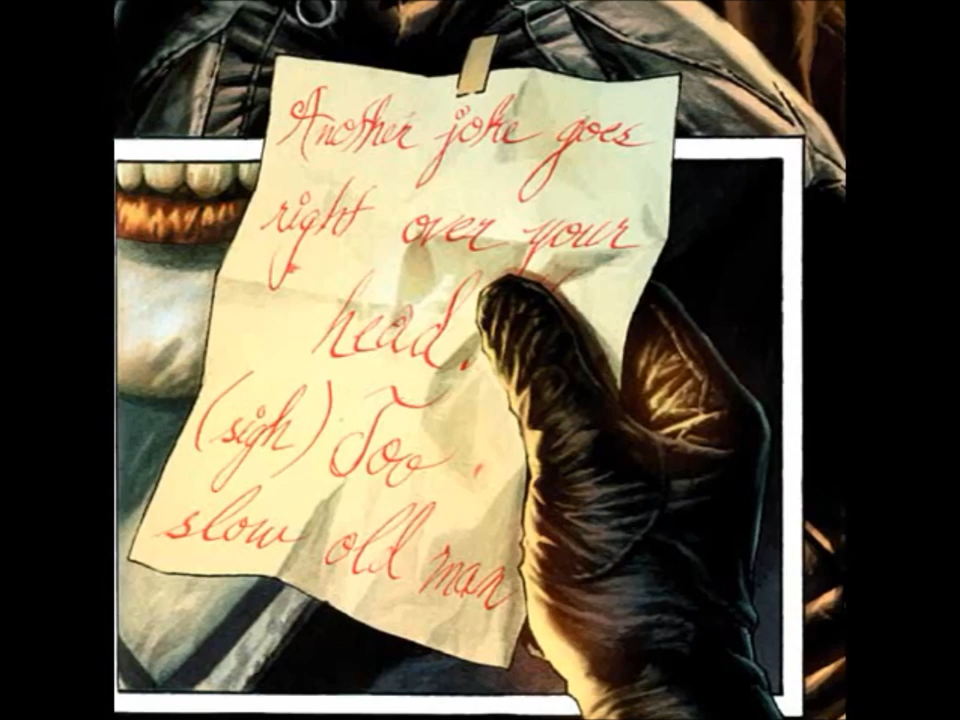 Another joke goes
right over your
head.
(sigh) Too
slow old man